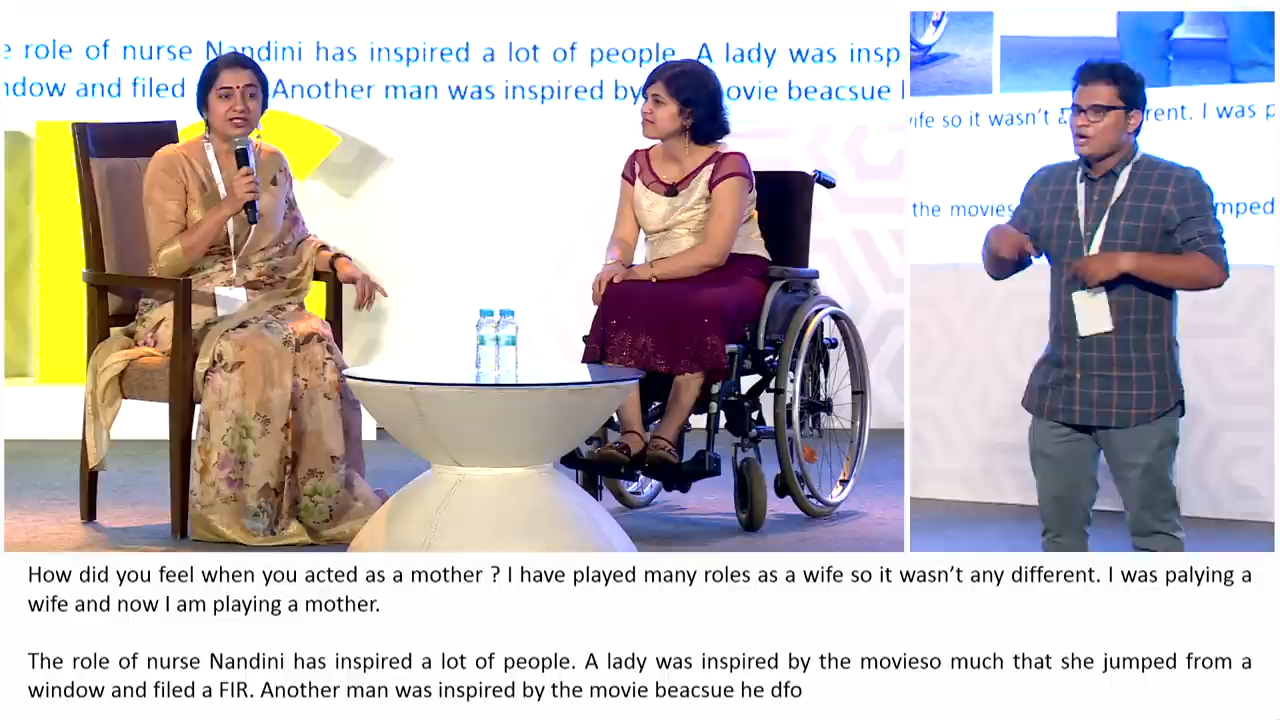 e role of nurse Nandini has inspired a lot of people. A lady was insp
ndow and filed Another man was inspired by ovie beacsue
ife so it wasn't rent. I was p
the movies mped
How did you feel when you acted as a mother ? I have played many roles as a wife so it wasn't any different. I was palying a
wife and now I am playing a mother.
The role of nurse Nandini has inspired a lot of people. A lady was inspired by the movieso much that she jumped from a
window and filed a FIR. Another man was inspired by the movie beacsue he dfo